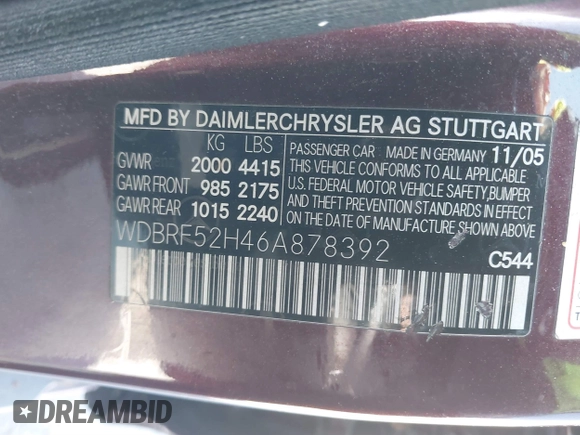 MFD BY DAIMLERCHRYSLER AG STUTTGART
KG LBS
GVWR 2000 4415
GAWR FRONT 985 2175
GAWR REAR 1015 2240
PASSENGER CAR MADE IN GERMANY 11/05
THIS VEHICLE CONFORMS TO ALL APPLICABLE
U.S. FEDERAL MOTOR VEHICLE SAFETY, BUMPER
AND THEFT PREVENTION STANDARDS IN EFFECT
ON THE DATE OF MANUFACTURE SHOWN ABOVE
WDBRF52H46A878392
C544
DREAMBID